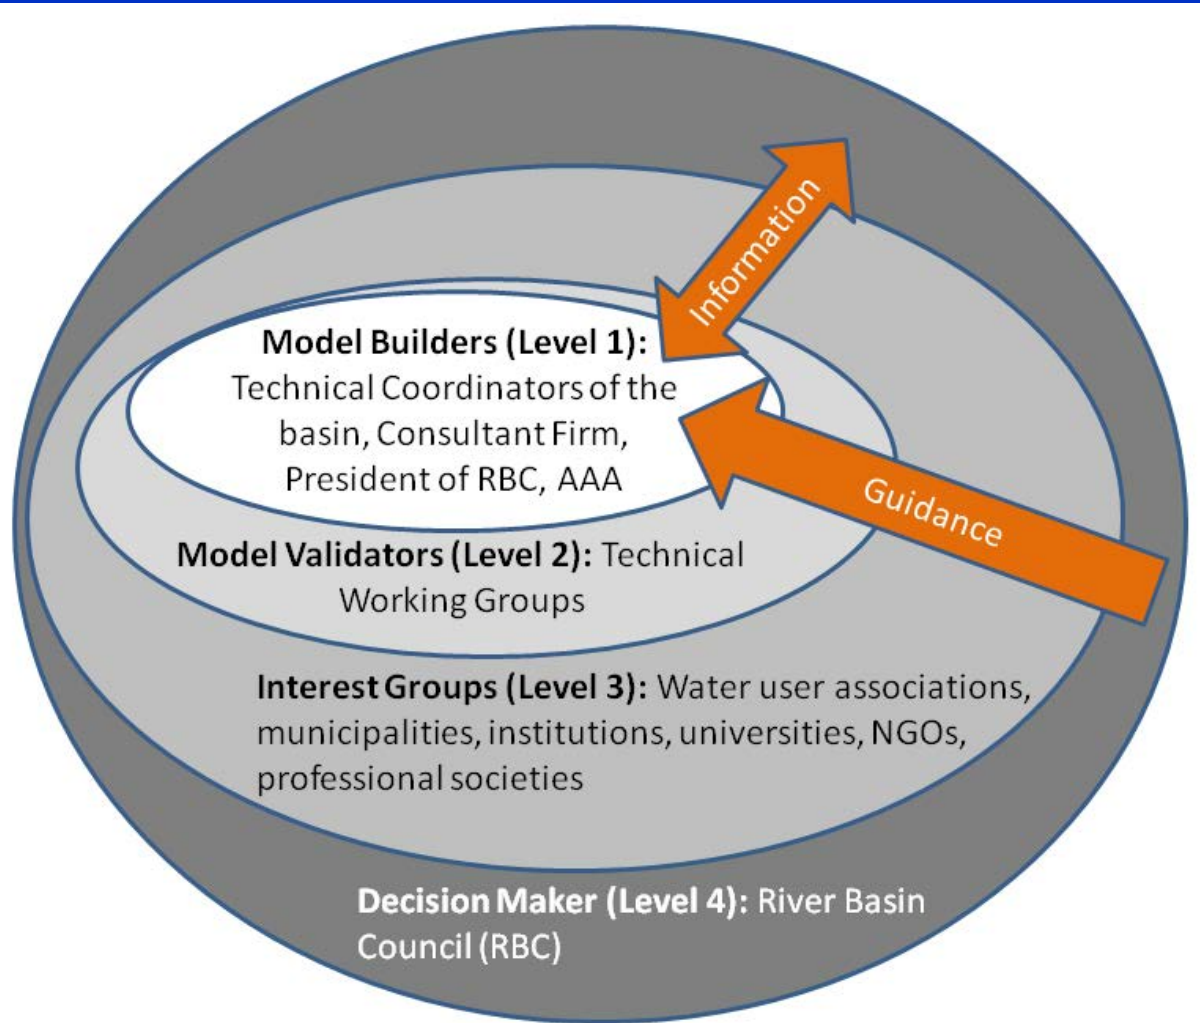 Information
Model Builders (Level 1):
Technical Coordinators of the
basin, Consultant Firm,
President of RBC, AAA
Guidance
Model Validators (Level 2): Technical
Working Groups
Interest Groups (Level 3): Water user associations,
municipalities, institutions, universities, NGOs,
professional societies
Decision Maker (Level 4): River Basin
Council (RBC)